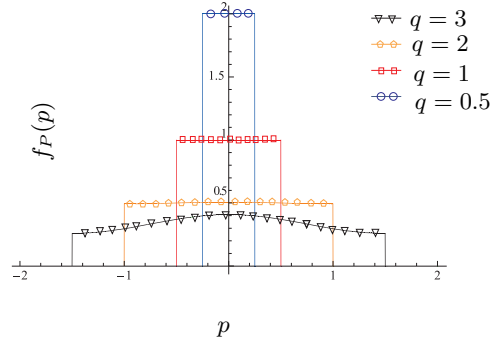 2
1.5
1
0.5
−2
−1
0
1
2
f_P(p)
p
q = 3
q = 2
q = 1
q = 0.5